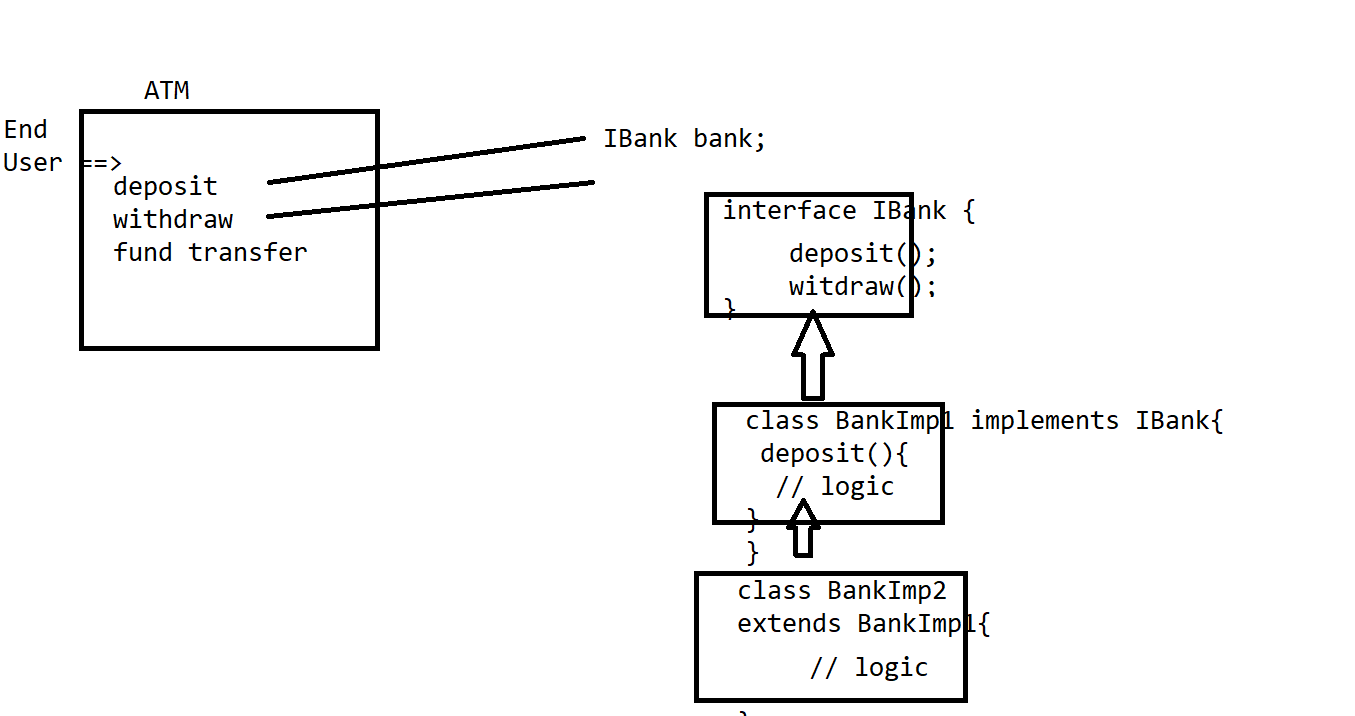 ATM
End
User ==>
deposit
withdraw
fund transfer
IBank bank;
interface IBank {
deposit();
witdraw();
}
class BankImp1 implements IBank{
deposit(){
// logic
}
}
class BankImp2
extends BankImp1{
// logic
}